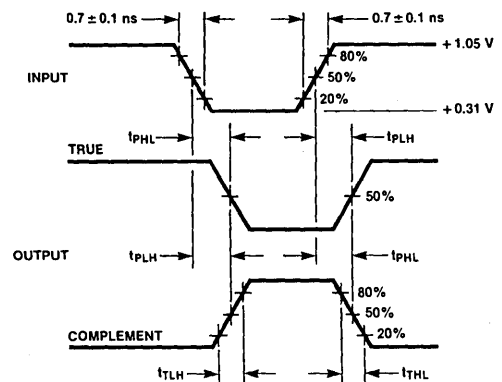 0.7 ± 0.1 ns
0.7 ± 0.1 ns
+ 1.05 V
80%
INPUT
50%
20%
+ 0.31 V
tPHL
tPLH
TRUE
50%
tPLH
tPHL
OUTPUT
80%
50%
20%
COMPLEMENT
tTLH
tTHL